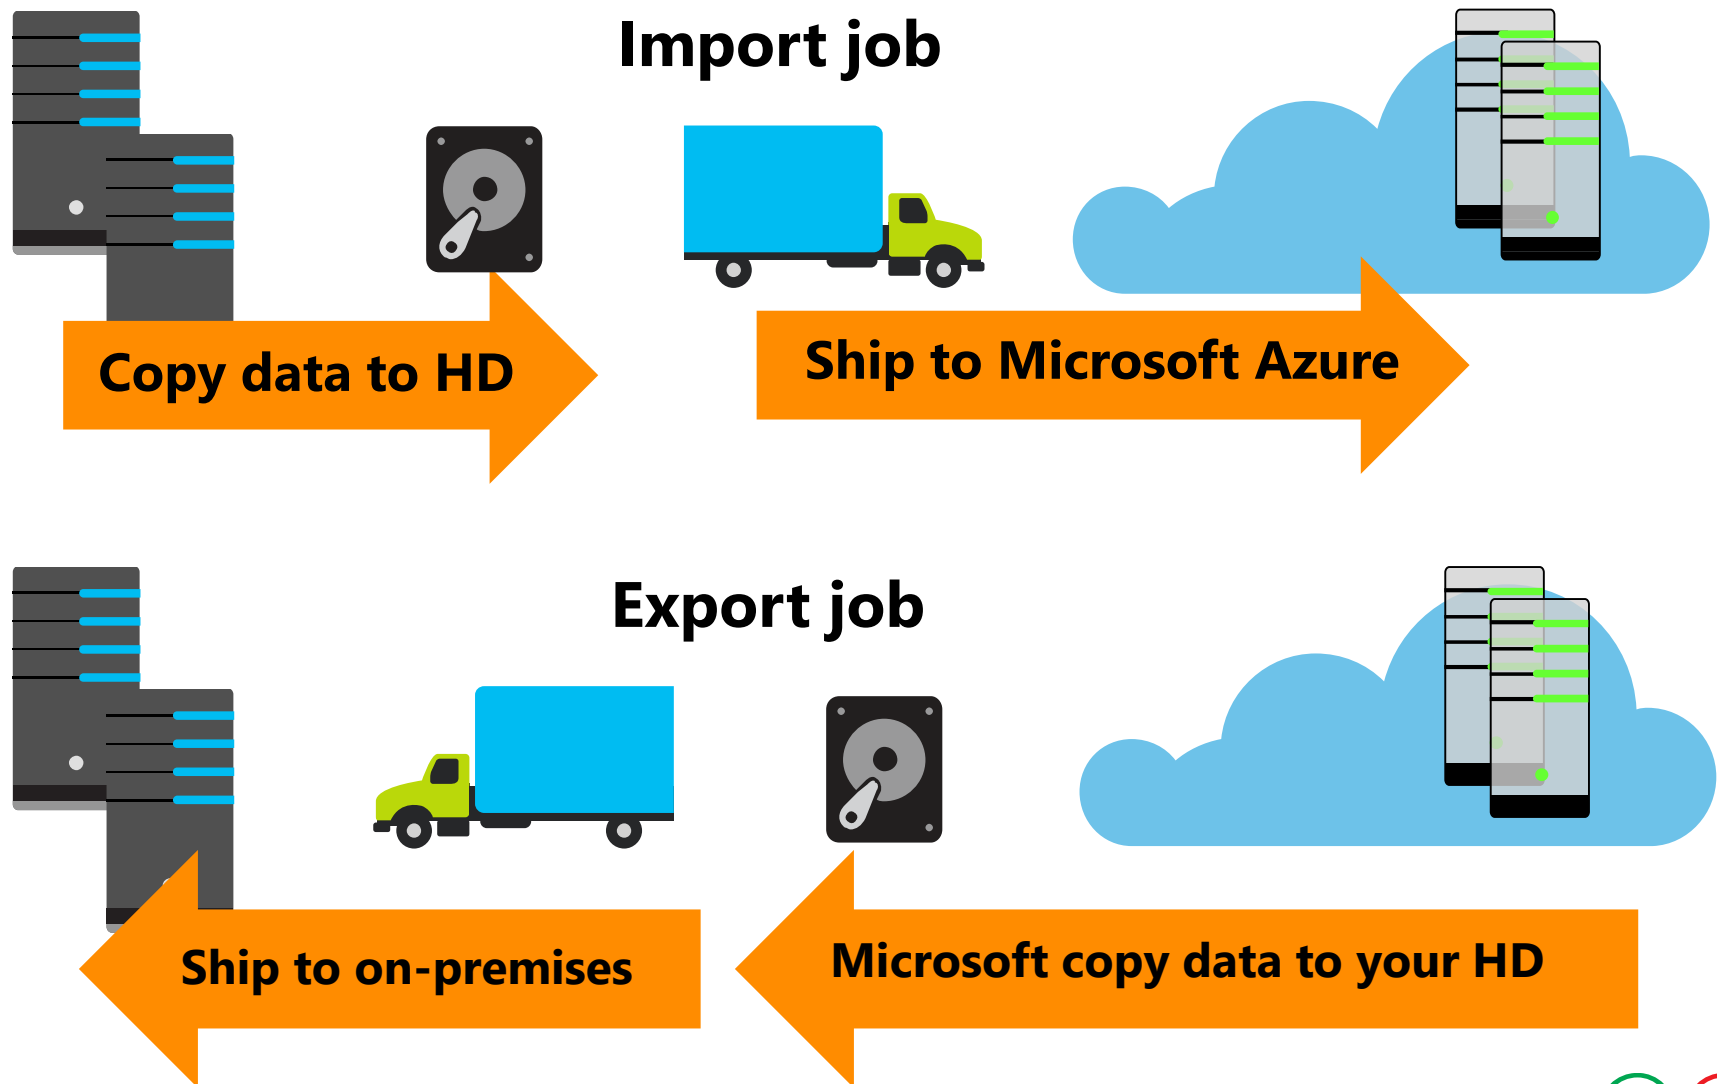 Import job
Copy data to HD
Ship to Microsoft Azure
Export job
Ship to on-premises
Microsoft copy data to your HD